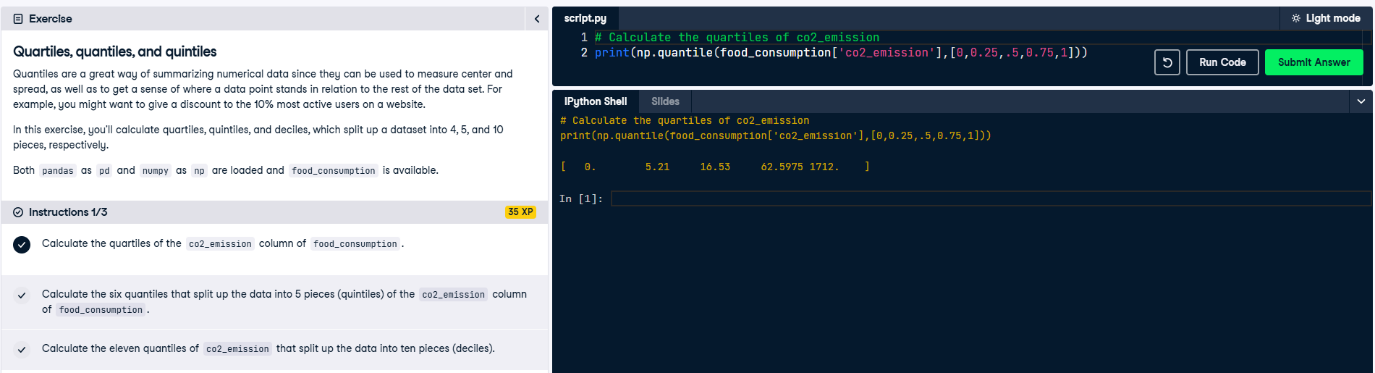 Exercise
Quartiles, quantiles, and quintiles
Quantiles are a great way of summarizing numerical data since they can be used to measure center and
spread, as well as to get a sense of where a data point stands in relation to the rest of the data set. For
example, you might want to give a discount to the 10% most active users on a website.
In this exercise, you'll calculate quartiles, quintiles, and deciles, which split up a dataset into 4, 5, and 10
pieces, respectively.
Both pandas as pd and numpy as np are loaded and food_consumption is available.
Instructions 1/3
35 XP
Calculate the quartiles of the co2_emission column of food_consumption.
Calculate the six quantiles that split up the data into 5 pieces (quintiles) of the co2_emission column
of food_consumption.
Calculate the eleven quantiles of co2_emission that split up the data into ten pieces (deciles).
script.py
Light mode
1 # Calculate the quartiles of co2_emission
2 print(np.quantile(food_consumption['co2_emission'],[0,0.25,.5,0.75,1]))
Run Code
Submit Answer
IPython Shell
Slides
# Calculate the quartiles of co2_emission
print(np.quantile(food_consumption['co2_emission'],[0,0.25,.5,0.75,1]))
[ 0. 5.21 16.53 62.5975 1712. ]
In [1]: